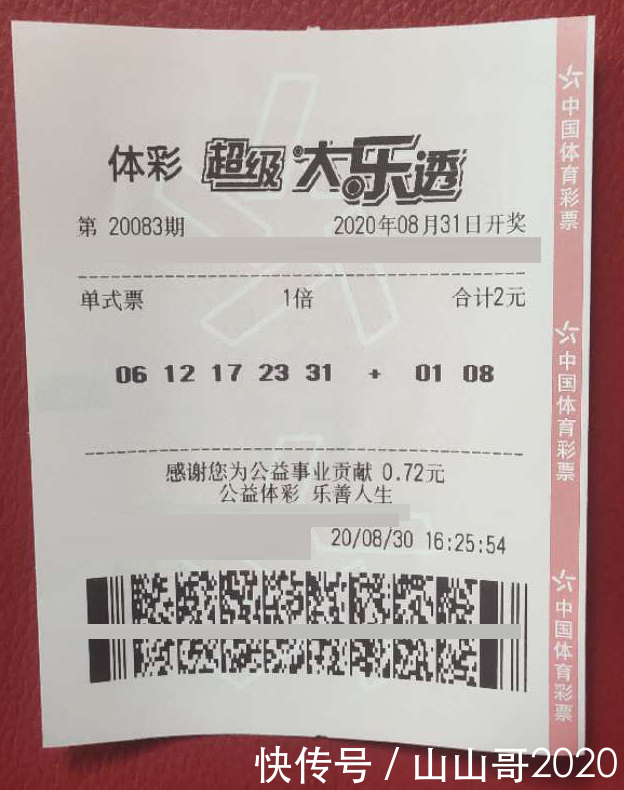 体彩 超级大乐透
第 20083期 2020年08月31日开奖
单式票 1倍 合计2元
06 12 17 23 31 + 01 08
感谢您为公益事业贡献 0.72元
公益体彩 乐善人生
20/08/30 16:25:54
中国体育彩票
中国体育彩票
中国体育彩票
快传号 / 山山哥2020